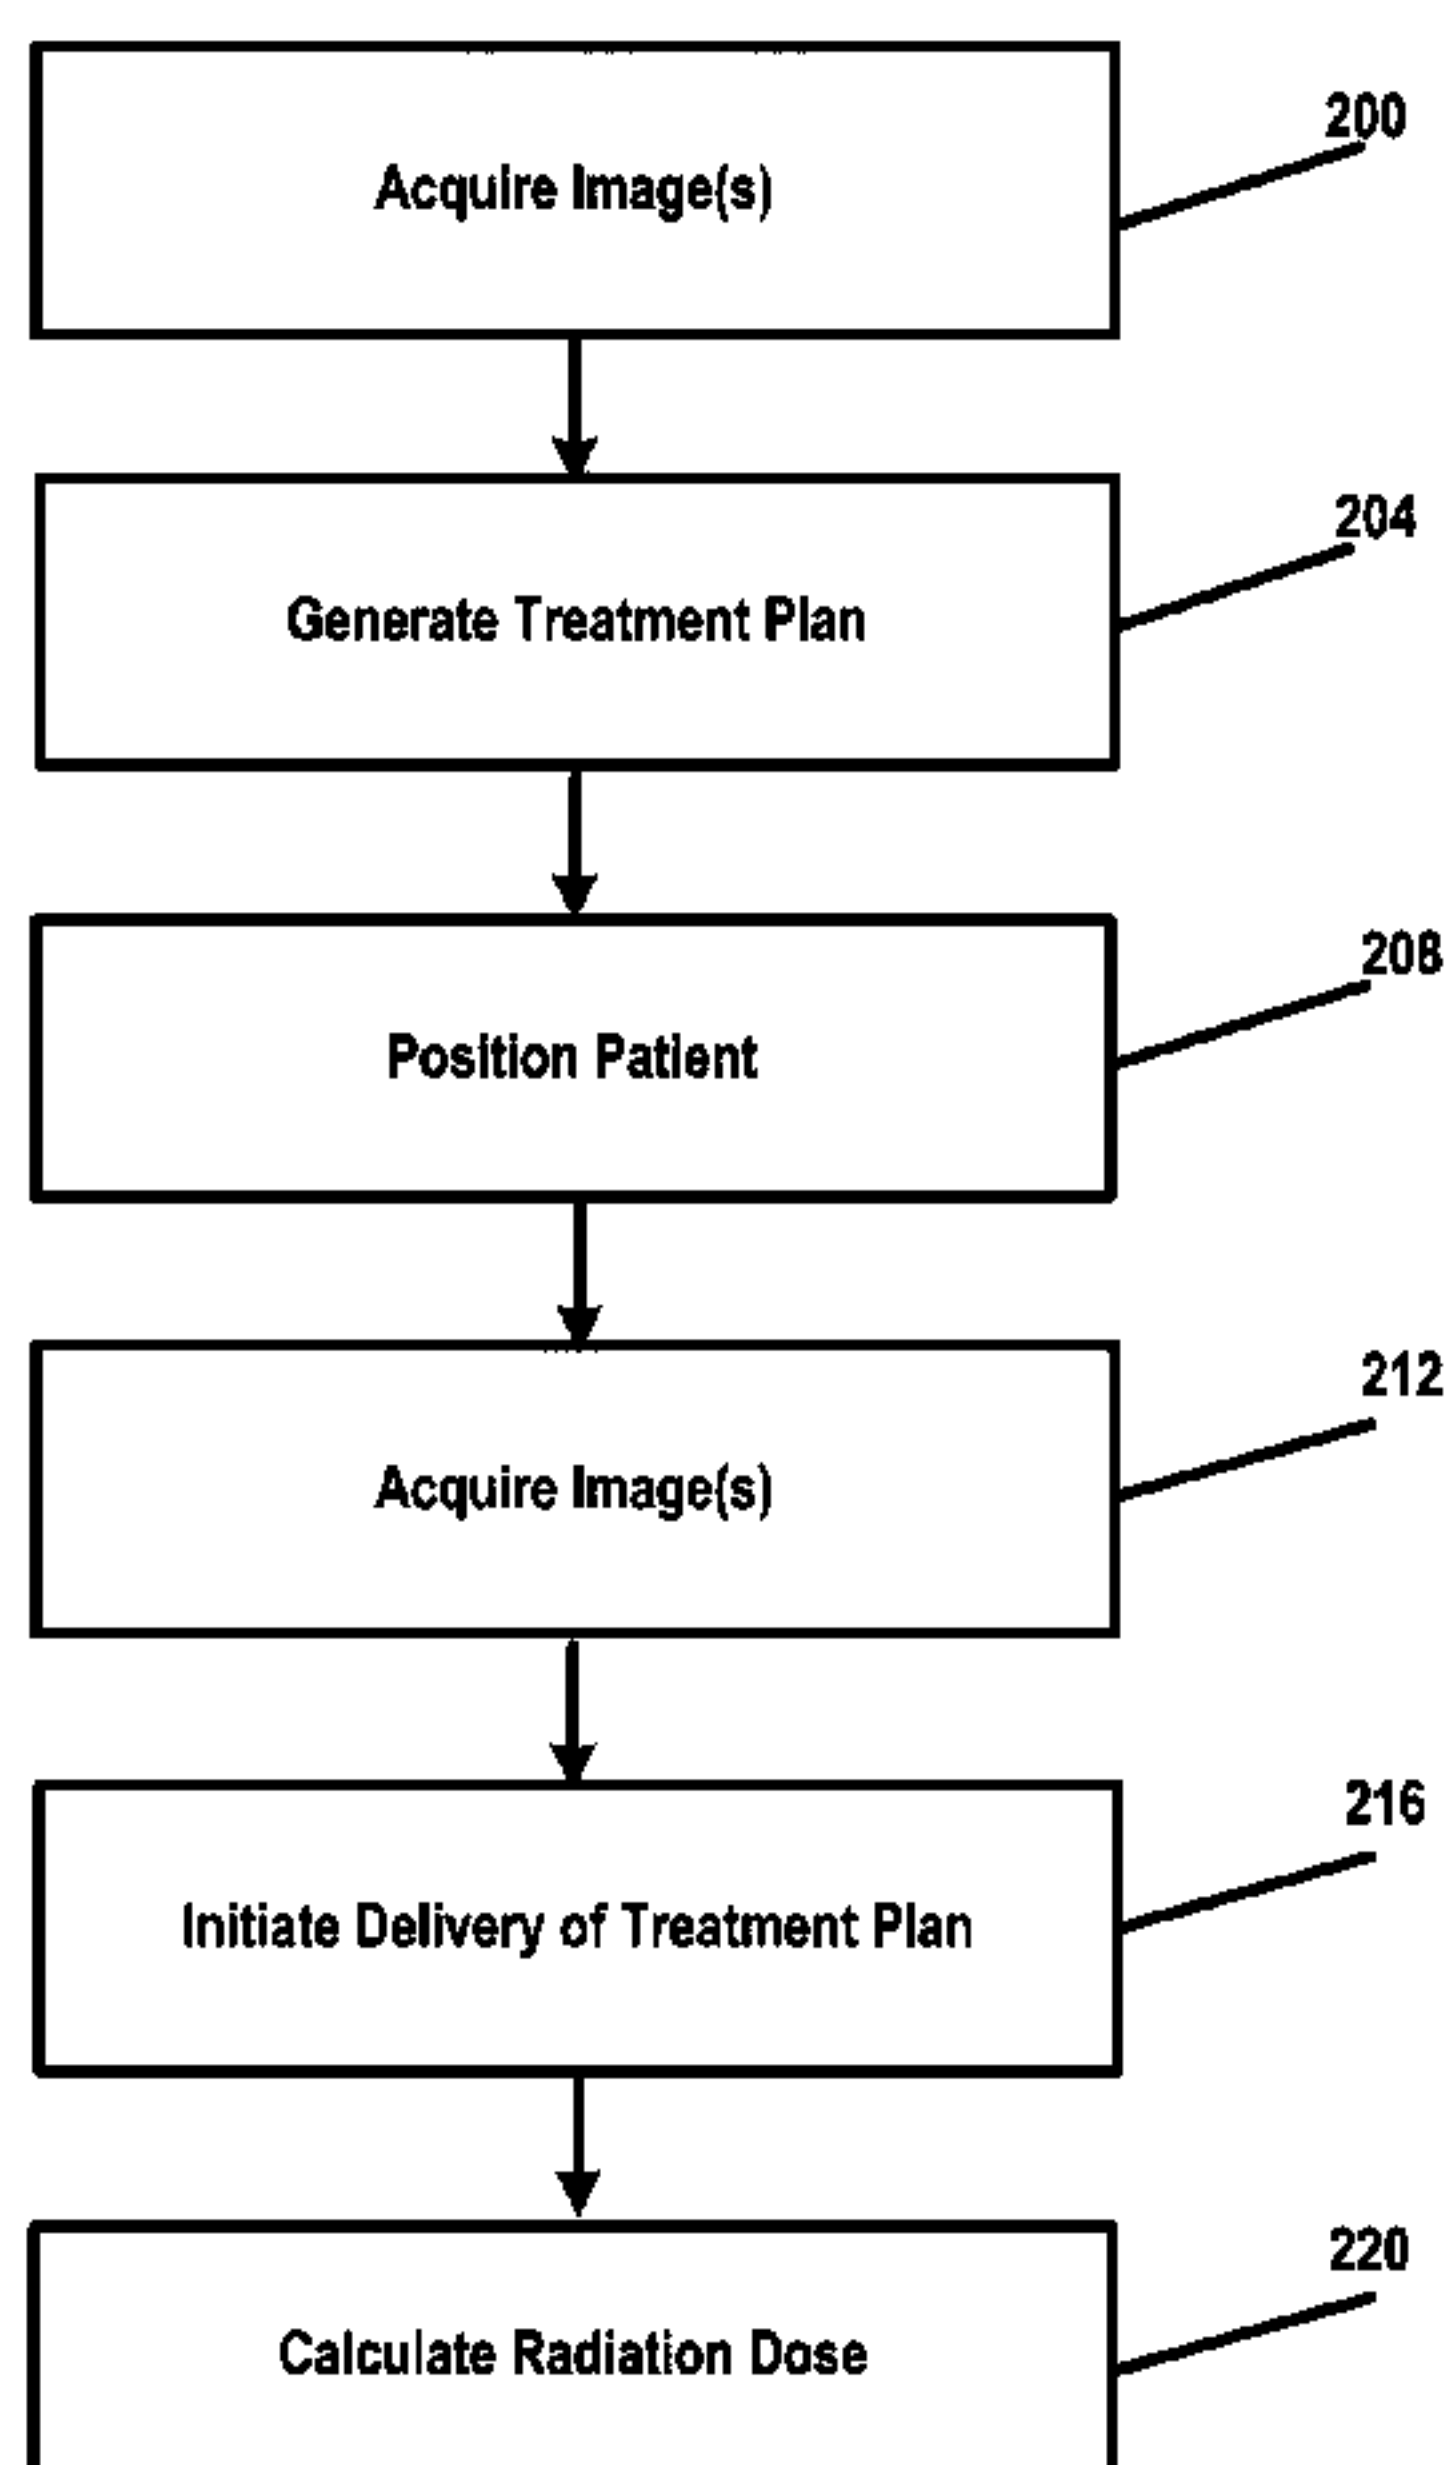 Acquire Image(s)
200
Generate Treatment Plan
204
Position Patient
208
Acquire Image(s)
212
Initiate Delivery of Treatment Plan
216
Calculate Radiation Dose
220